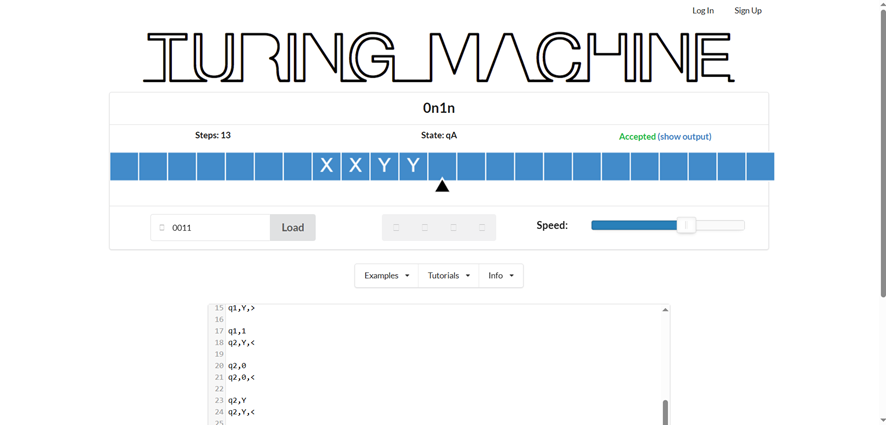 Log In Sign Up
TURING MACHINE
0n1n
Steps: 13 State: qA Accepted (show output)
X X Y Y
0011 Load Speed:
Examples Tutorials Info
15 q1,Y,>
16
17 q1,1
18 q2,Y,<
19
20 q2,0
21 q2,0,<
22
23 q2,Y
24 q2,Y,<
25